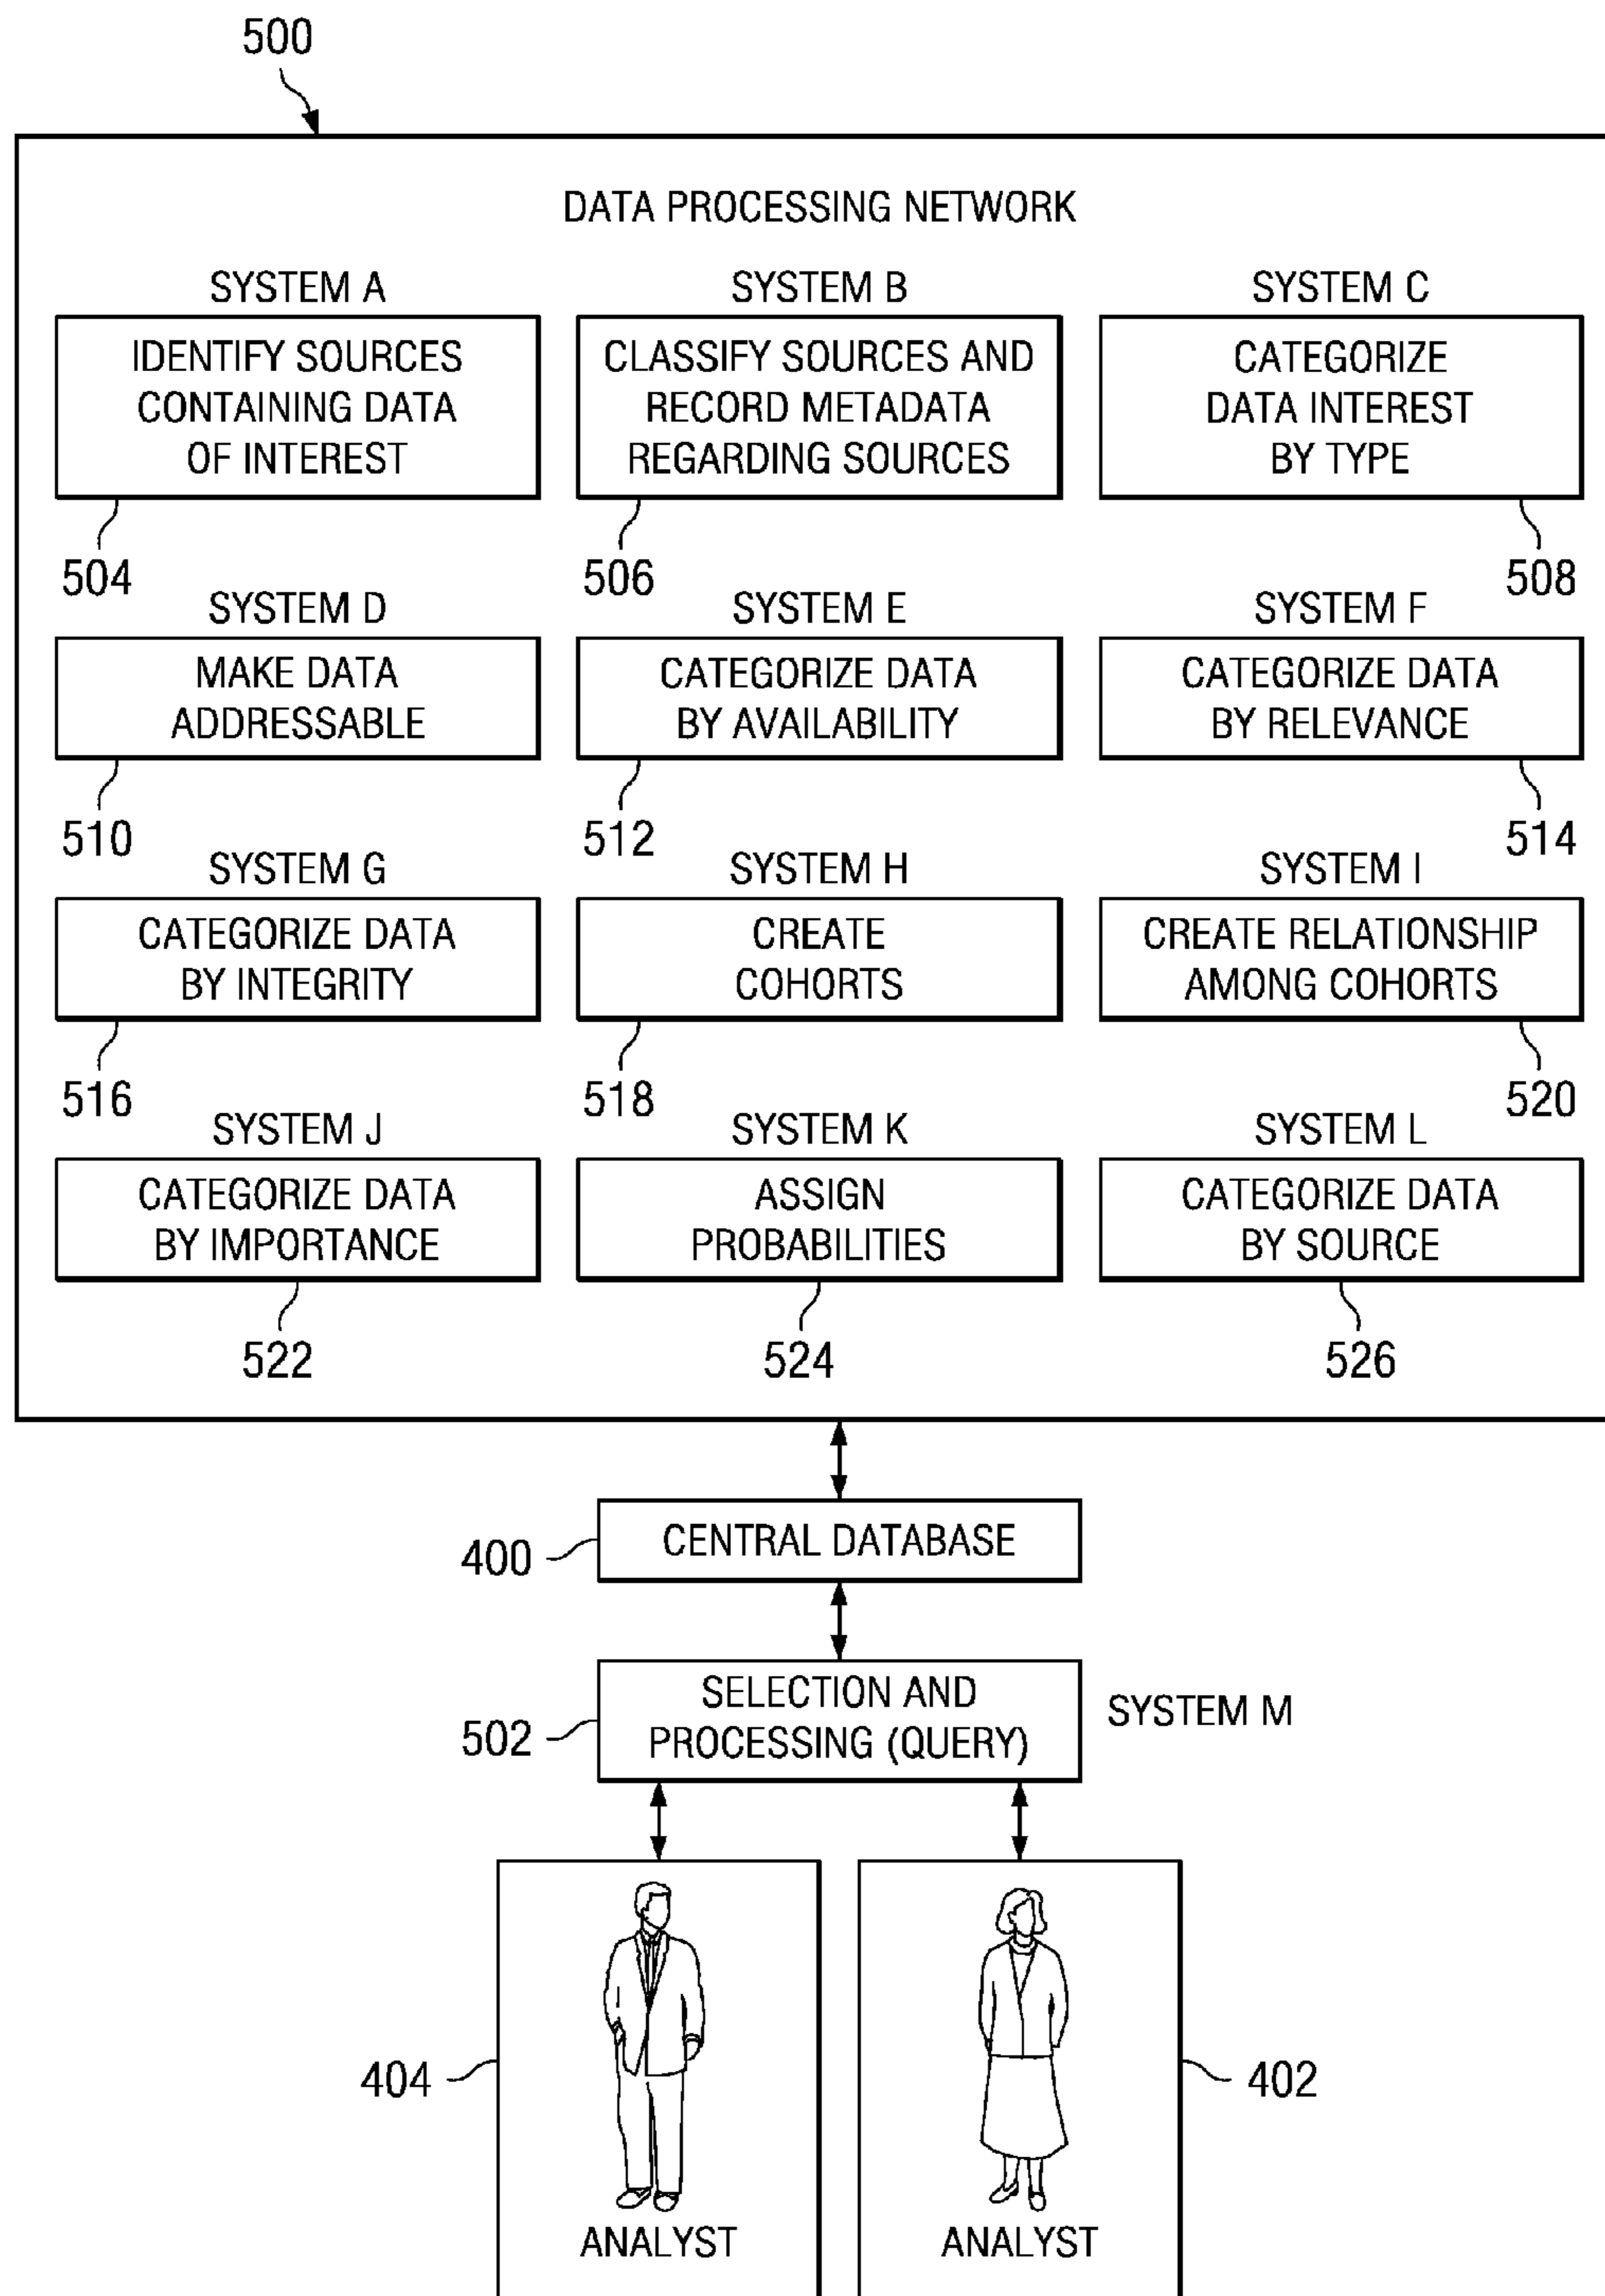 500
DATA PROCESSING NETWORK
SYSTEM A
IDENTIFY SOURCES
CONTAINING DATA
OF INTEREST
504
SYSTEM B
CLASSIFY SOURCES AND
RECORD METADATA
REGARDING SOURCES
506
SYSTEM C
CATEGORIZE
DATA INTEREST
BY TYPE
508
SYSTEM D
MAKE DATA
ADDRESSABLE
510
SYSTEM E
CATEGORIZE DATA
BY AVAILABILITY
512
SYSTEM F
CATEGORIZE DATA
BY RELEVANCE
514
SYSTEM G
CATEGORIZE DATA
BY INTEGRITY
516
SYSTEM H
CREATE
COHORTS
518
SYSTEM I
CREATE RELATIONSHIP
AMONG COHORTS
520
SYSTEM J
CATEGORIZE DATA
BY IMPORTANCE
522
SYSTEM K
ASSIGN
PROBABILITIES
524
SYSTEM L
CATEGORIZE DATA
BY SOURCE
526
400
CENTRAL DATABASE
502
SELECTION AND
PROCESSING (QUERY)
SYSTEM M
404
ANALYST
402
ANALYST